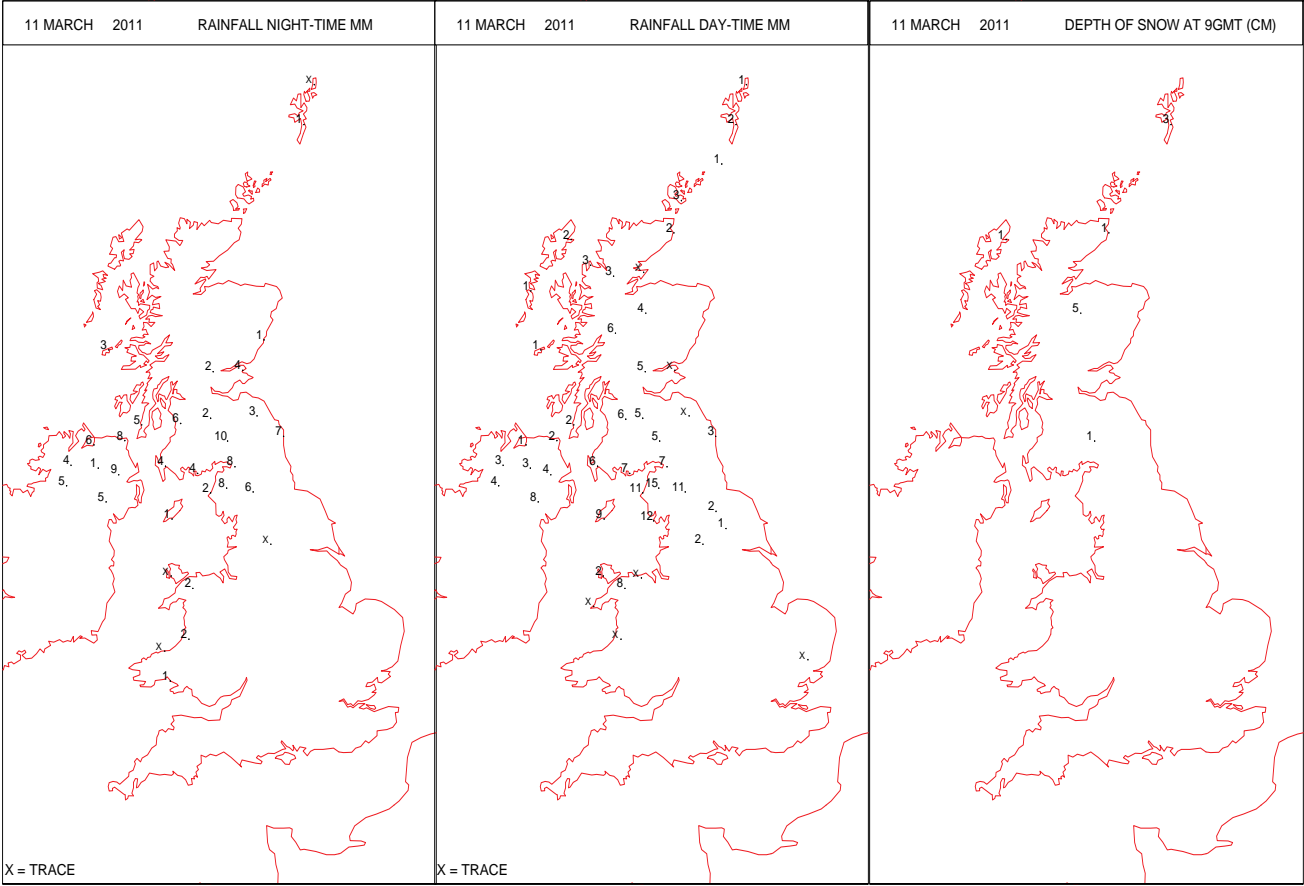 11 MARCH 2011 RAINFALL NIGHT-TIME MM
X
1.
1.
3.
2. 4.
2. 3.
5. 6.
7.
6. 8. 10.
4. 1. 9. 4. 4. 8.
5. 2. 8. 6.
5.
1.
X.
X
2.
2.
X.
1.
X = TRACE
11 MARCH 2011 RAINFALL DAY-TIME MM
1
2.
1.
3.
2. 2.
3. 3. X
1
4.
6.
1.
5. X.
6. 5. X.
2.
3.
1 2. 5.
3. 3. 4. 6. 7. 7.
4. 11. 15. 11.
8.
2.
9. 12. 1.
2.
2. 8. X.
X.
X.
X.
X = TRACE
11 MARCH 2011 DEPTH OF SNOW AT 9GMT (CM)
3.
1. 1.
5.
1.